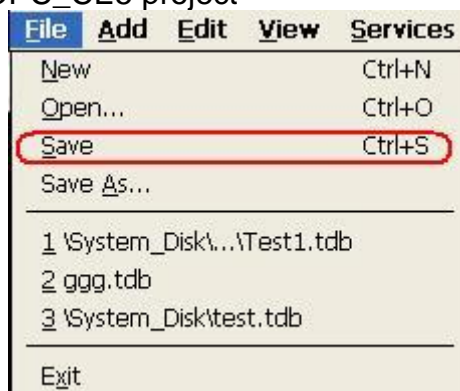 project
File Add Edit View Services
New Ctrl+N
Open... Ctrl+O
Save Ctrl+S
Save As...
1 \System_Disk\...\Test1.tdb
2 ggg.tdb
3 \System_Disk\test.tdb
Exit